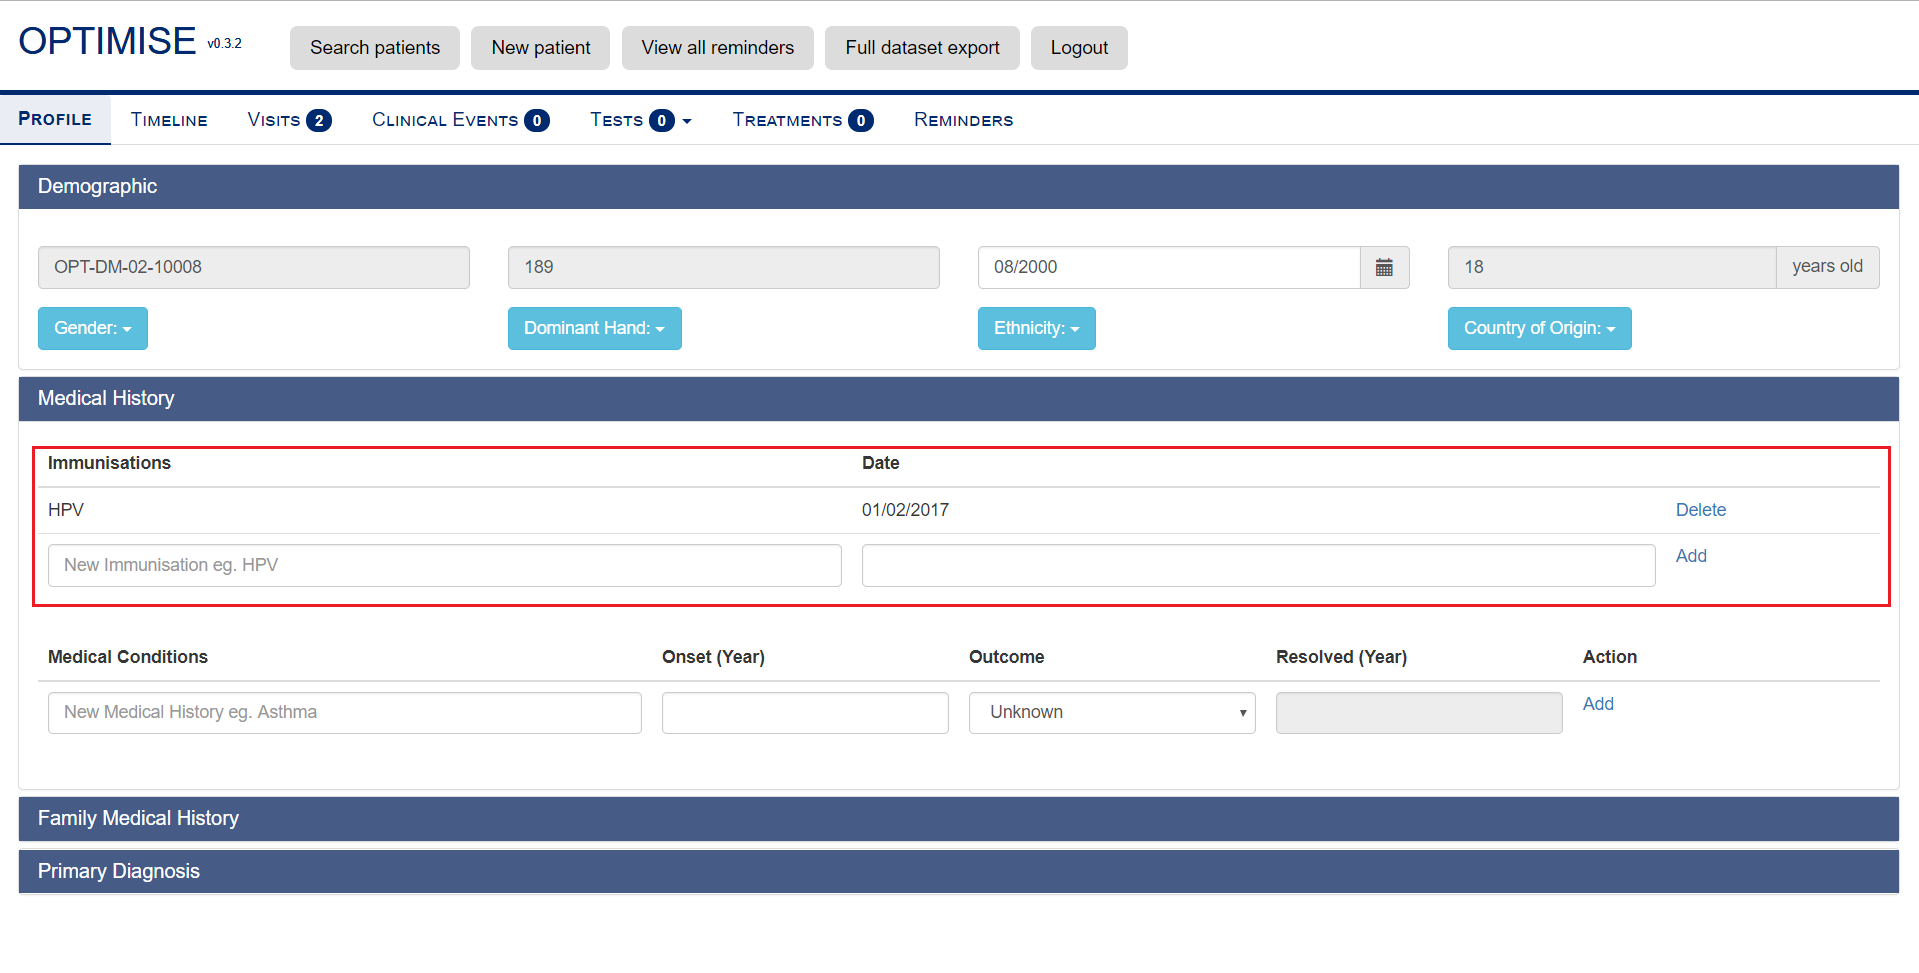 OPTIMISE v0.3.2 Search patients New patient View all reminders Full dataset export Logout
PROFILE TIMELINE VISITS 2 CLINICAL EVENTS 0 TESTS 0 TREATMENTS 0 REMINDERS
Demographic
OPT-DM-02-10008 189 08/2000 18 years old
Gender: Dominant Hand: Ethnicity: Country of Origin:
Medical History
Immunisations Date
HPV 01/02/2017 Delete
New Immunisation eg. HPV Add
Medical Conditions Onset (Year) Outcome Resolved (Year) Action
New Medical History eg. Asthma Unknown Add
Family Medical History
Primary Diagnosis